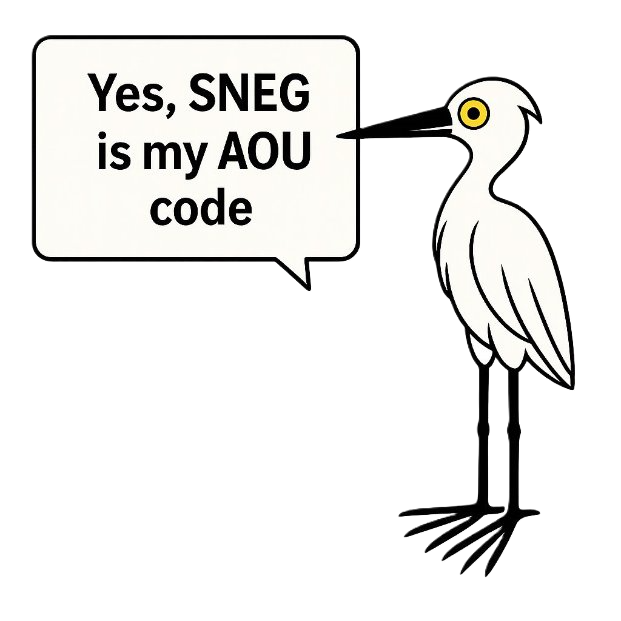 Yes, SNEG
is my AOU
code